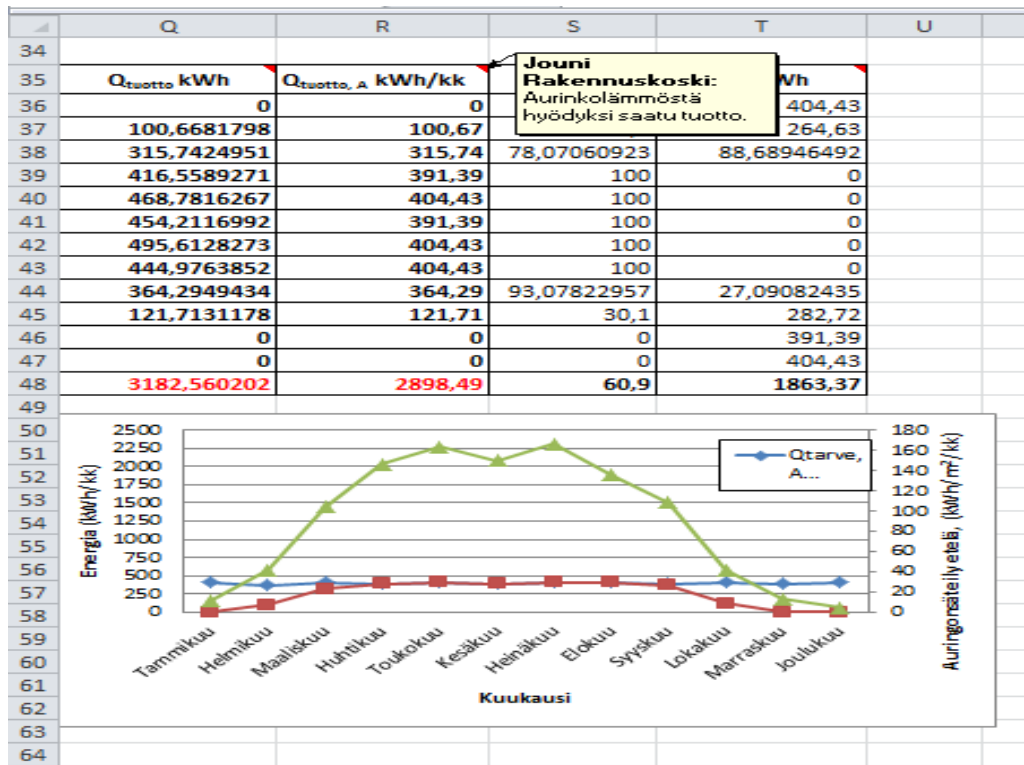 Q R S T U
34
35 Qtuotto kWh Qtuotto, A kWh/kk Wh
Jouni
Rakennuskoski:
Aurinkolämmöstä
hyödyksi saatu tuotto.
36 0 0 404,43
37 100,6681798 100,67 264,63
38 315,7424951 315,74 78,07060923 88,68946492
39 416,5589271 391,39 100 0
40 468,7816267 404,43 100 0
41 454,2116992 391,39 100 0
42 495,6128273 404,43 100 0
43 444,9763852 404,43 100 0
44 364,2949434 364,29 93,07822957 27,09082435
45 121,7131178 121,71 30,1 282,72
46 0 0 0 391,39
47 0 0 0 404,43
48 3182,560202 2898,49 60,9 1863,37
49
50
51
52
53
54
55
56
57
58
59
60
61
62
63
64
Energia (kWh/kk)
2500
2250
2000
1750
1500
1250
1000
750
500
250
0
Qtarve,
A...
180
160
140
120
100
80
60
40
20
0
Auringonsäteilyetelä, (kWh/m²/kk)
Tammikuu
Helmikuu
Maaliskuu
Huhtikuu
Toukokuu
Kesäkuu
Heinäkuu
Elokuu
Syyskuu
Lokakuu
Marraskuu
Joulukuu
Kuukausi